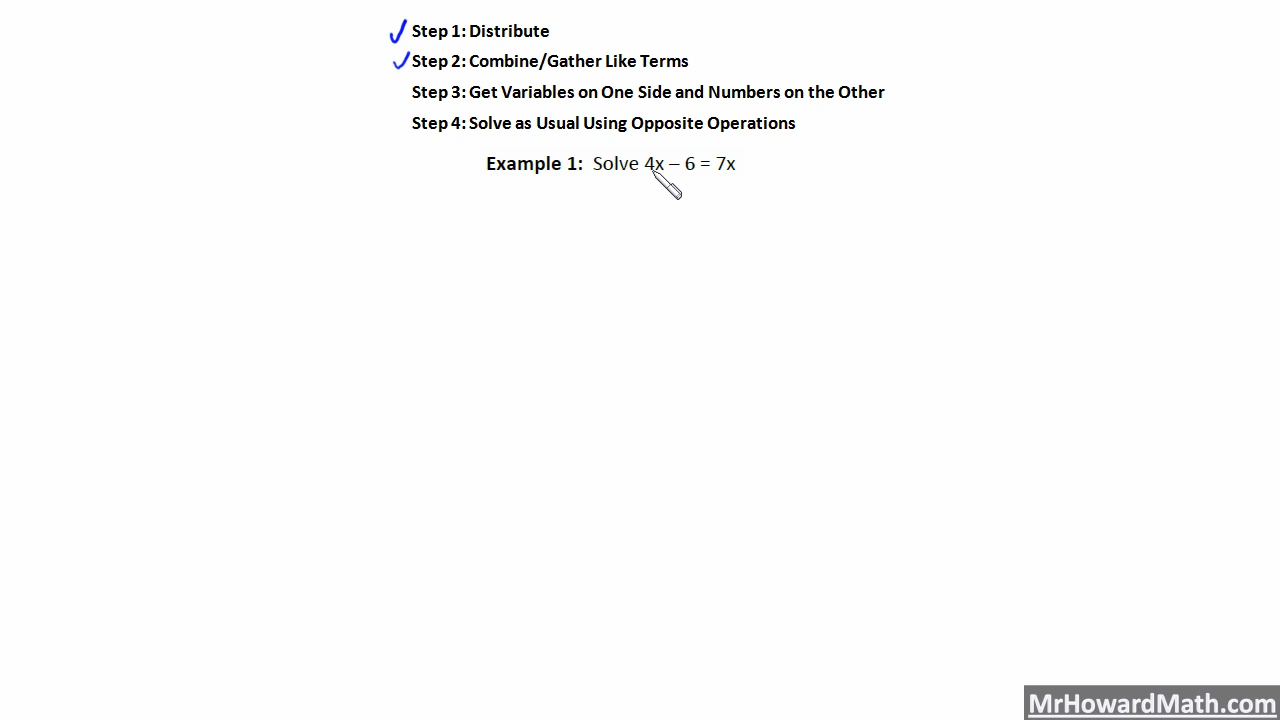 Step 1: Distribute
Step 2: Combine/Gather Like Terms
Step 3: Get Variables on One Side and Numbers on the Other
Step 4: Solve as Usual Using Opposite Operations
Example 1: Solve 4x – 6 = 7x
MrHowardMath.com